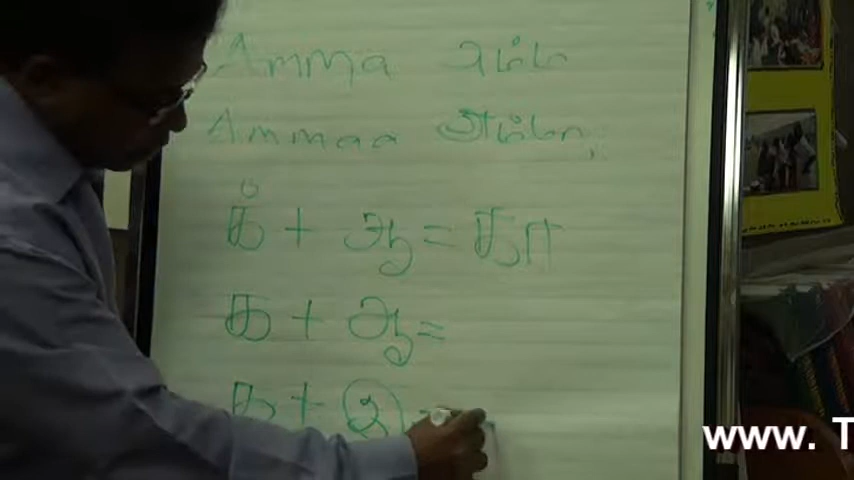 Amma அம்ம
Ammaa அம்மா
க் + ஆ = கா
க + ஆ =
க + இ =
www. T